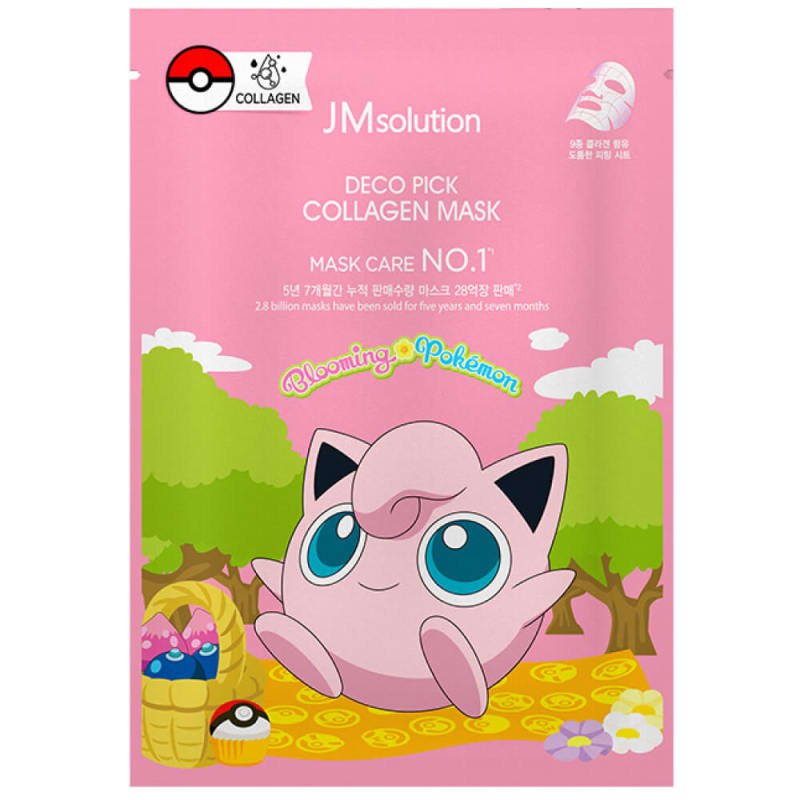 COLLAGEN
JMsolution
9종 콜라겐 함유
도톰한 피팅 시트
DECO PICK
COLLAGEN MASK
MASK CARE NO.1*1
5년 7개월간 누적 판매수량 마스크 28억장 판매*2
2.8 billion masks have been sold for five years and seven months
Blooming Pokémon